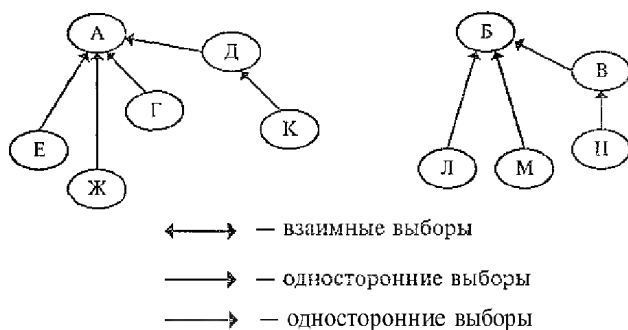 А
Б
Д
В
Г
К
Е
Ж
Л
М
Н
— взаимные выборы
— односторонние выборы
— односторонние выборы